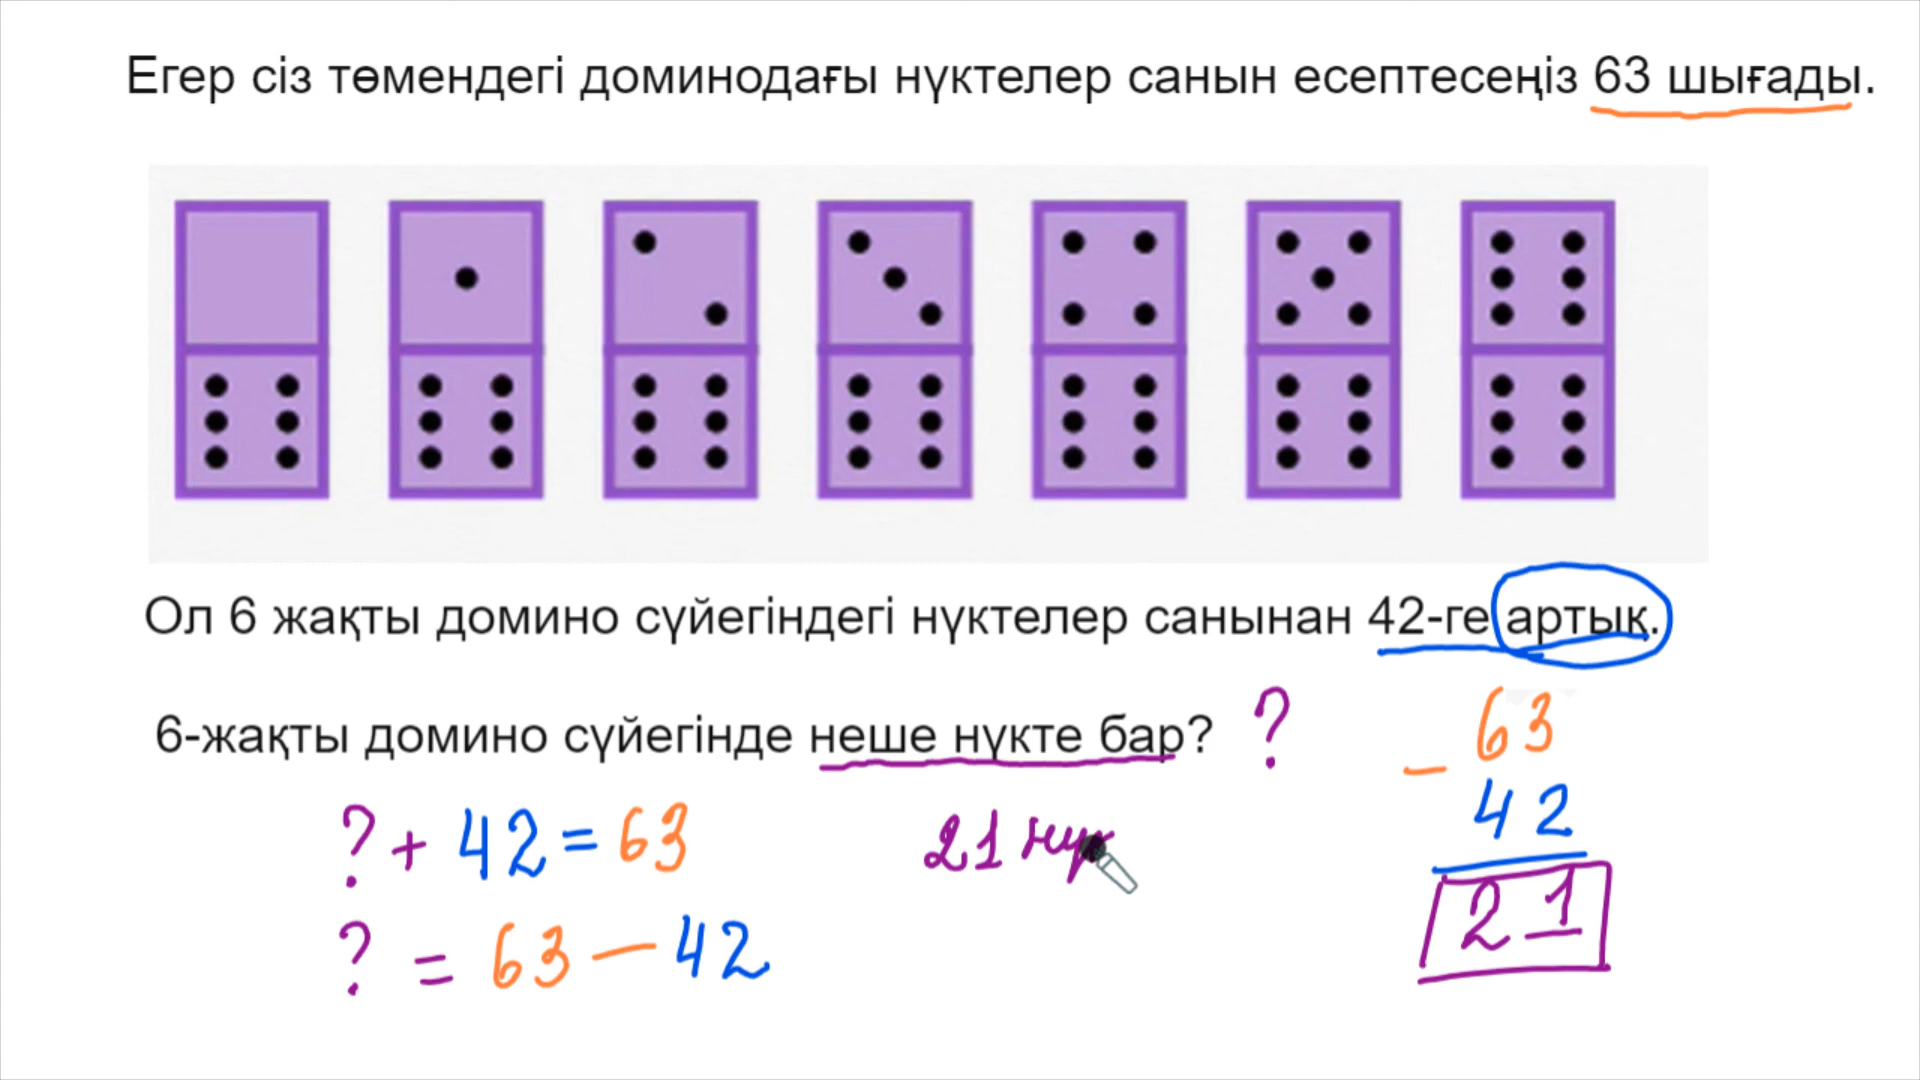 Егер сіз төмендегі доминодағы нүктелер санын есептесеңіз 63 шығады.
Ол 6 жақты домино сүйегіндегі нүктелер санынан 42-ге артық.
6-жақты домино сүйегінде неше нүкте бар? ?
63
− 42
21
? + 42 = 63
21 нүк
? = 63 − 42